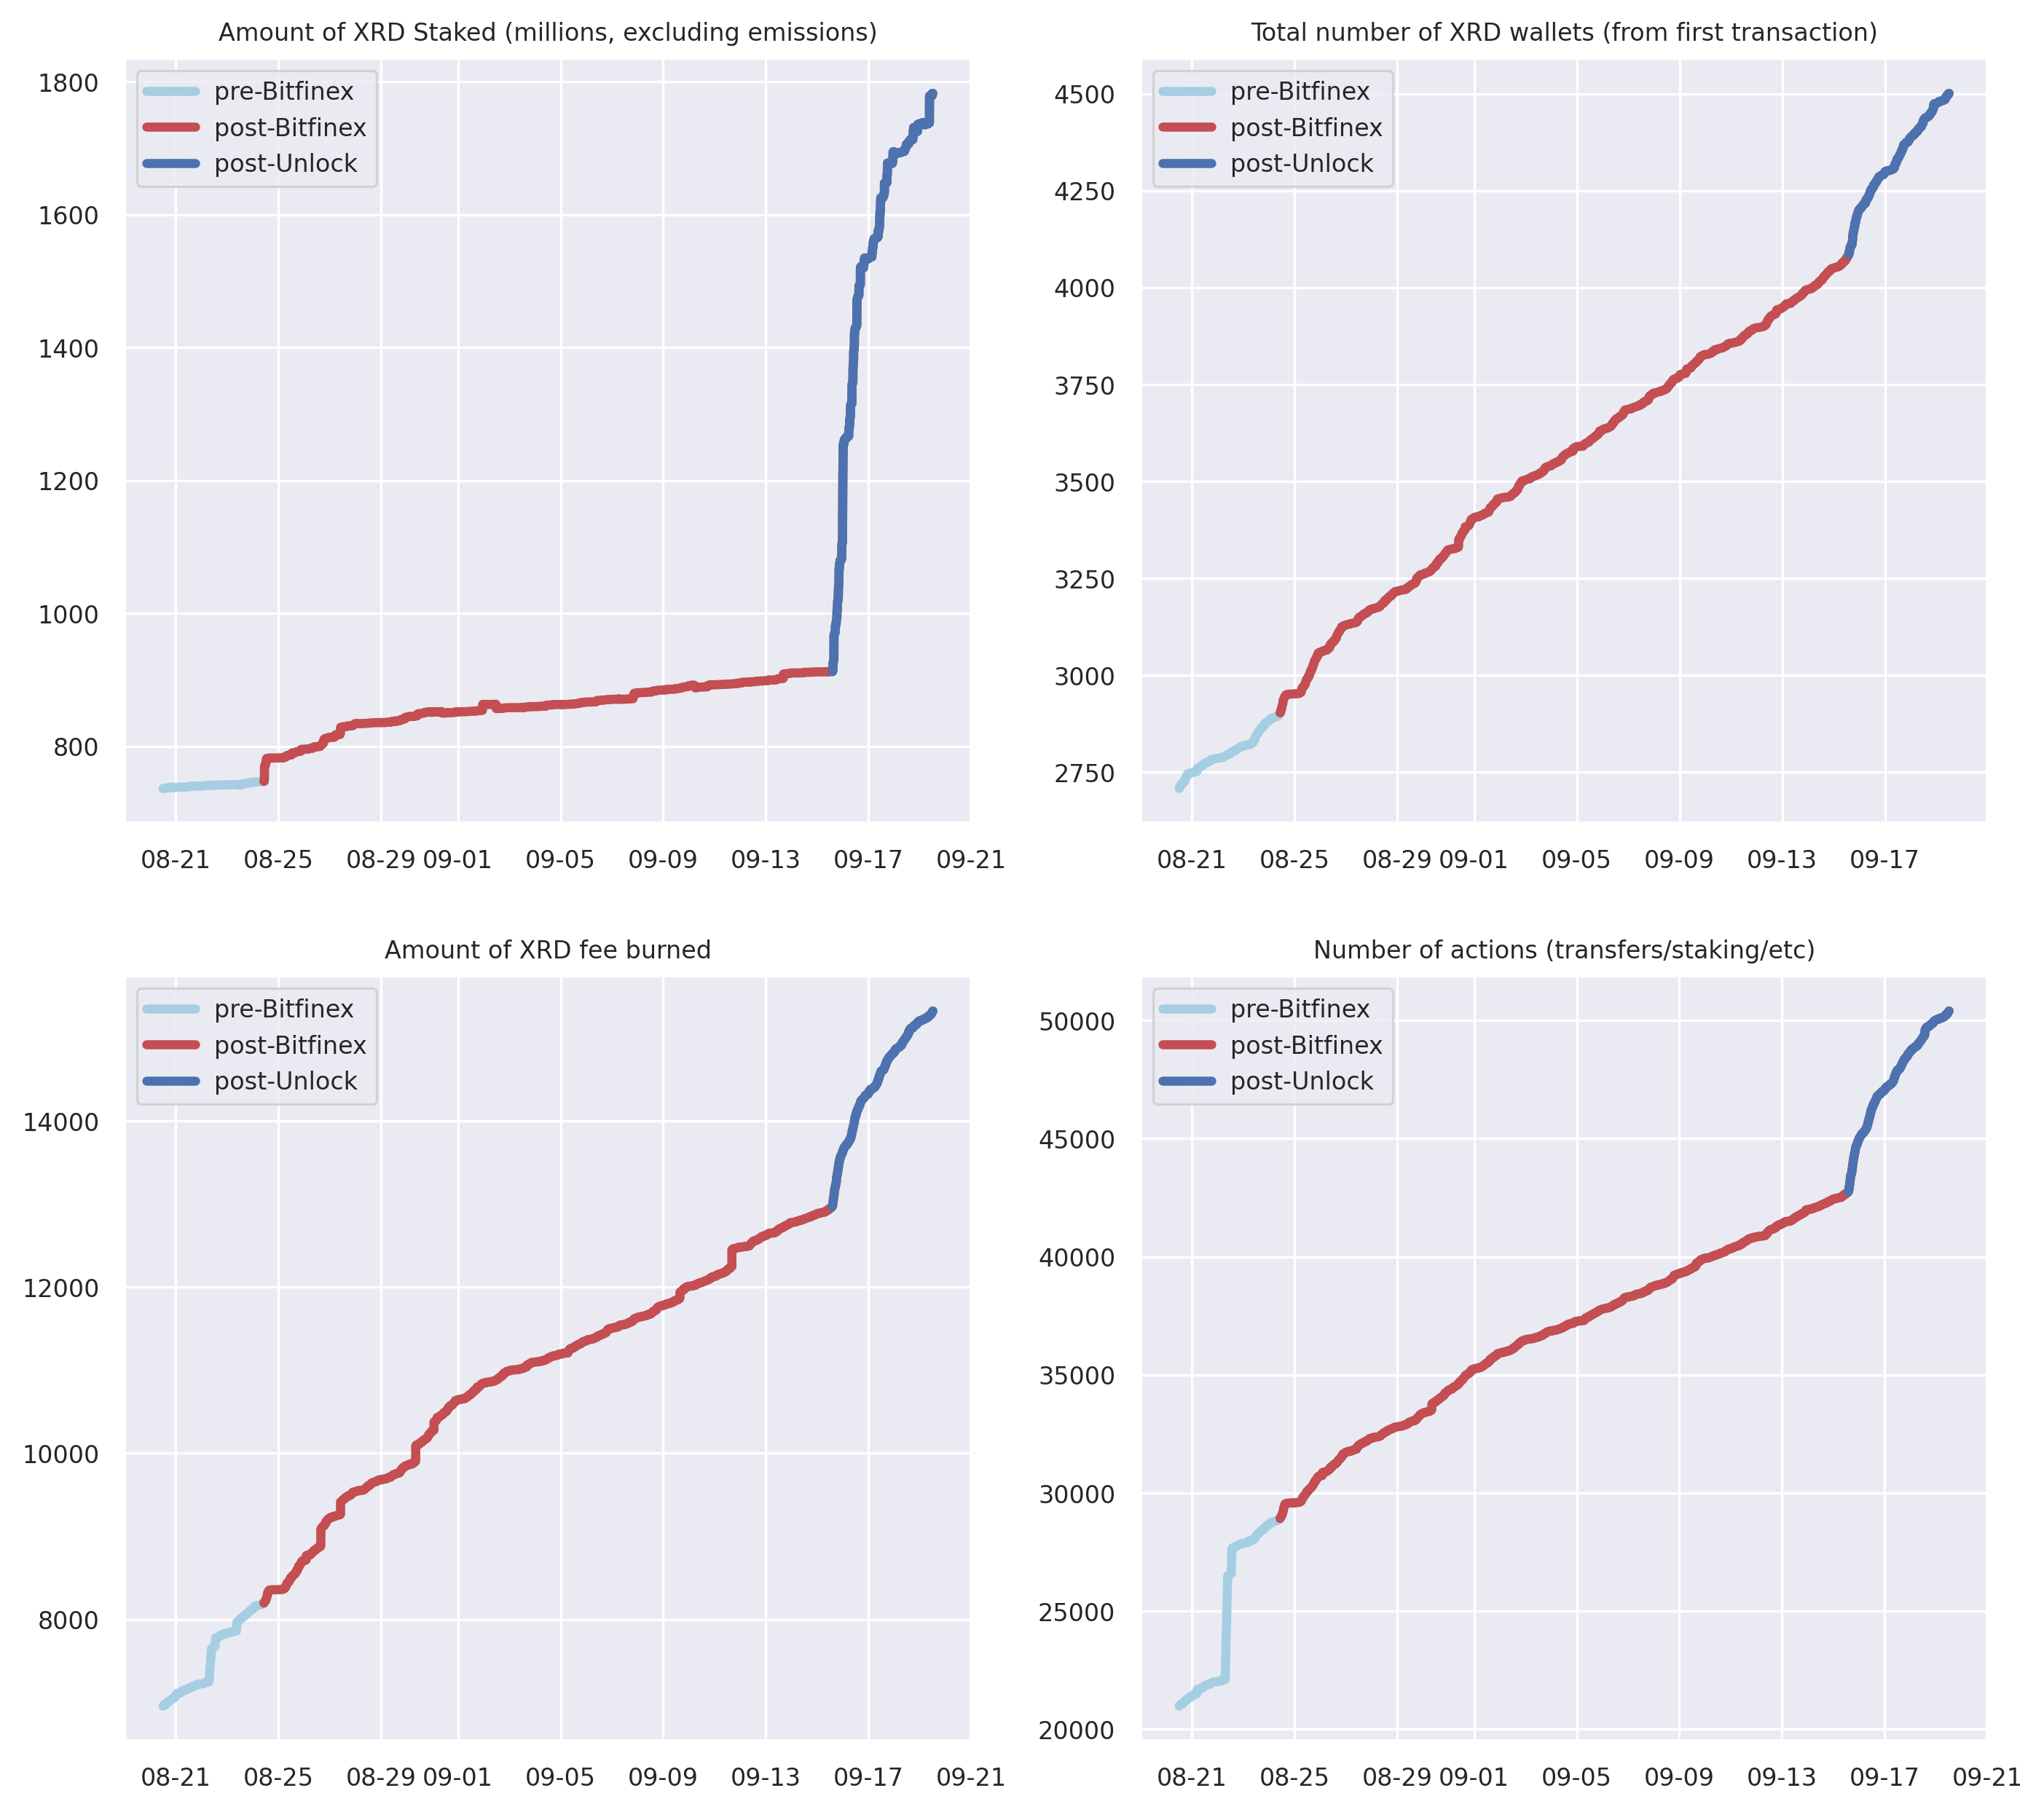 Amount of XRD Staked (millions, excluding emissions)
pre-Bitfinex
post-Bitfinex
post-Unlock
1800
1600
1400
1200
1000
800
08-21 08-25 08-29 09-01 09-05 09-09 09-13 09-17 09-21
Total number of XRD wallets (from first transaction)
pre-Bitfinex
post-Bitfinex
post-Unlock
4500
4250
4000
3750
3500
3250
3000
2750
08-21 08-25 08-29 09-01 09-05 09-09 09-13 09-17
Amount of XRD fee burned
pre-Bitfinex
post-Bitfinex
post-Unlock
14000
12000
10000
8000
08-21 08-25 08-29 09-01 09-05 09-09 09-13 09-17 09-21
Number of actions (transfers/staking/etc)
pre-Bitfinex
post-Bitfinex
post-Unlock
50000
45000
40000
35000
30000
25000
20000
08-21 08-25 08-29 09-01 09-05 09-09 09-13 09-17 09-21